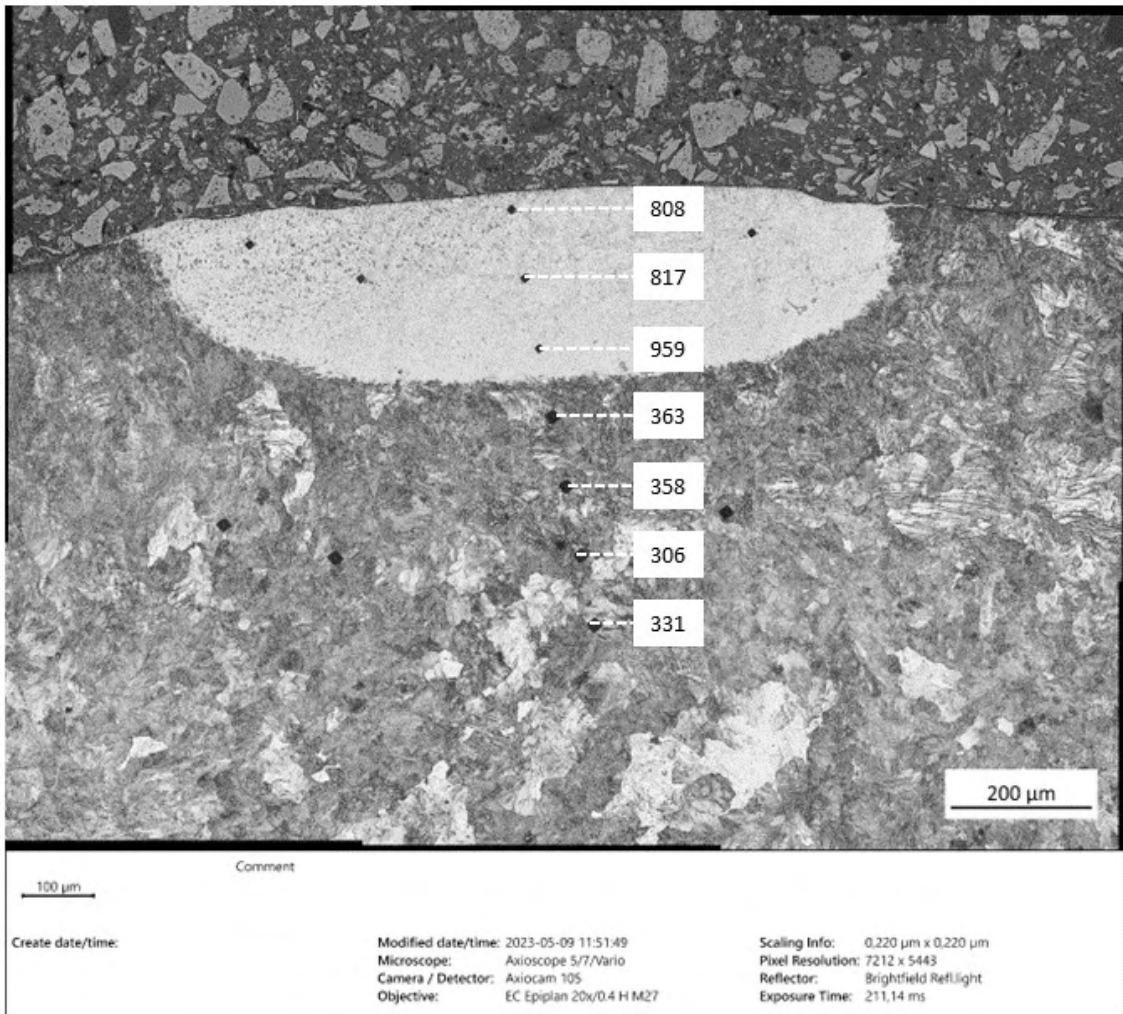 808
817
959
363
358
306
331
200 µm
Comment
100 µm
Create date/time:
Modified date/time: 2023-05-09 11:51:49
Microscope: Axioscope 5/7/Vario
Camera / Detector: Axiocam 105
Objective: EC Epiplan 20x/0.4 H M27
Scaling Info: 0,220 µm x 0,220 µm
Pixel Resolution: 7212 x 5443
Reflector: Brightfield Refl.light
Exposure Time: 211,14 ms